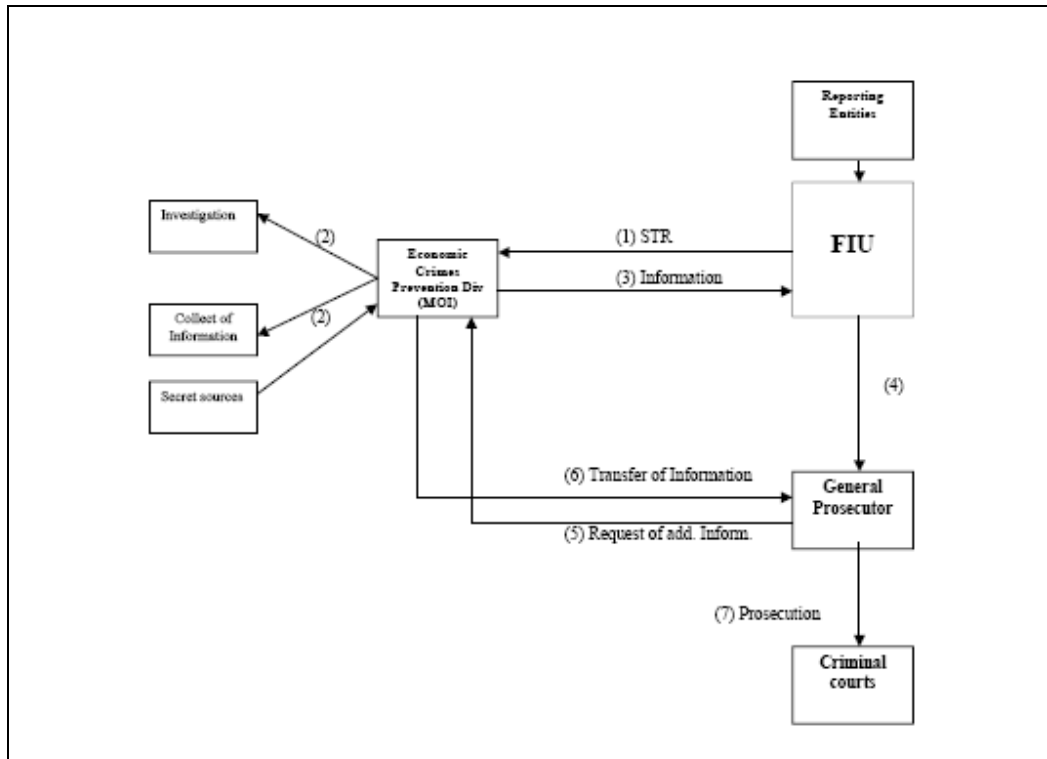 Reporting
Entities
FIU
(1) STR
(3) Information
Economic
Crimes
Prevention Div
(MOI)
Investigation
(2)
Collect of
Information
(2)
Secret sources
(4)
(6) Transfer of Information
(5) Request of add. Inform.
General
Prosecutor
(7) Prosecution
Criminal
courts